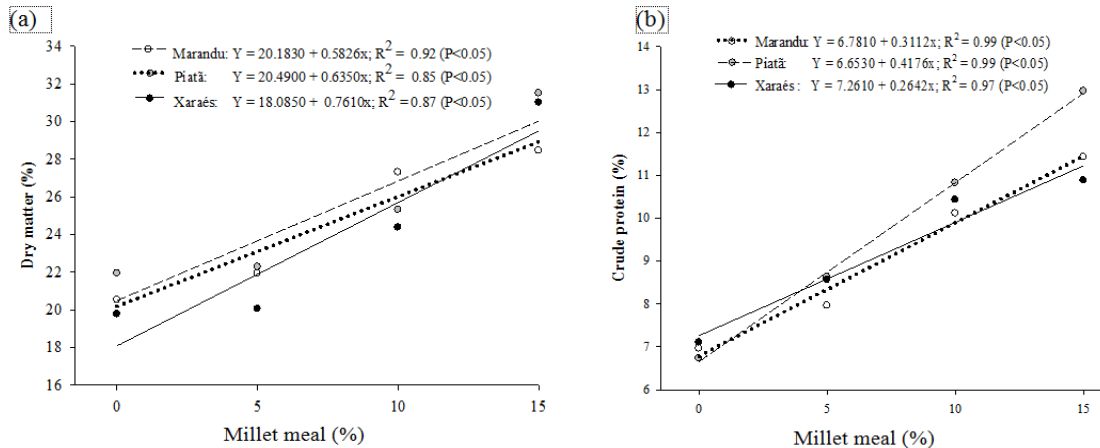 (a)
34
32
30
28
26
24
22
20
18
16
Dry matter (%)
Marandu: Y = 20.1830 + 0.5826x; R² = 0.92 (P<0.05)
Piatã: Y = 20.4900 + 0.6350x; R² = 0.85 (P<0.05)
Xaraés: Y = 18.0850 + 0.7610x; R² = 0.87 (P<0.05)
0 5 10 15
Millet meal (%)
(b)
14
13
12
11
10
9
8
7
6
Crude protein (%)
Marandu: Y = 6.7810 + 0.3112x; R² = 0.99 (P<0.05)
Piatã: Y = 6.6530 + 0.4176x; R² = 0.99 (P<0.05)
Xaraés : Y = 7.2610 + 0.2642x; R² = 0.97 (P<0.05)
0 5 10 15
Millet meal (%)